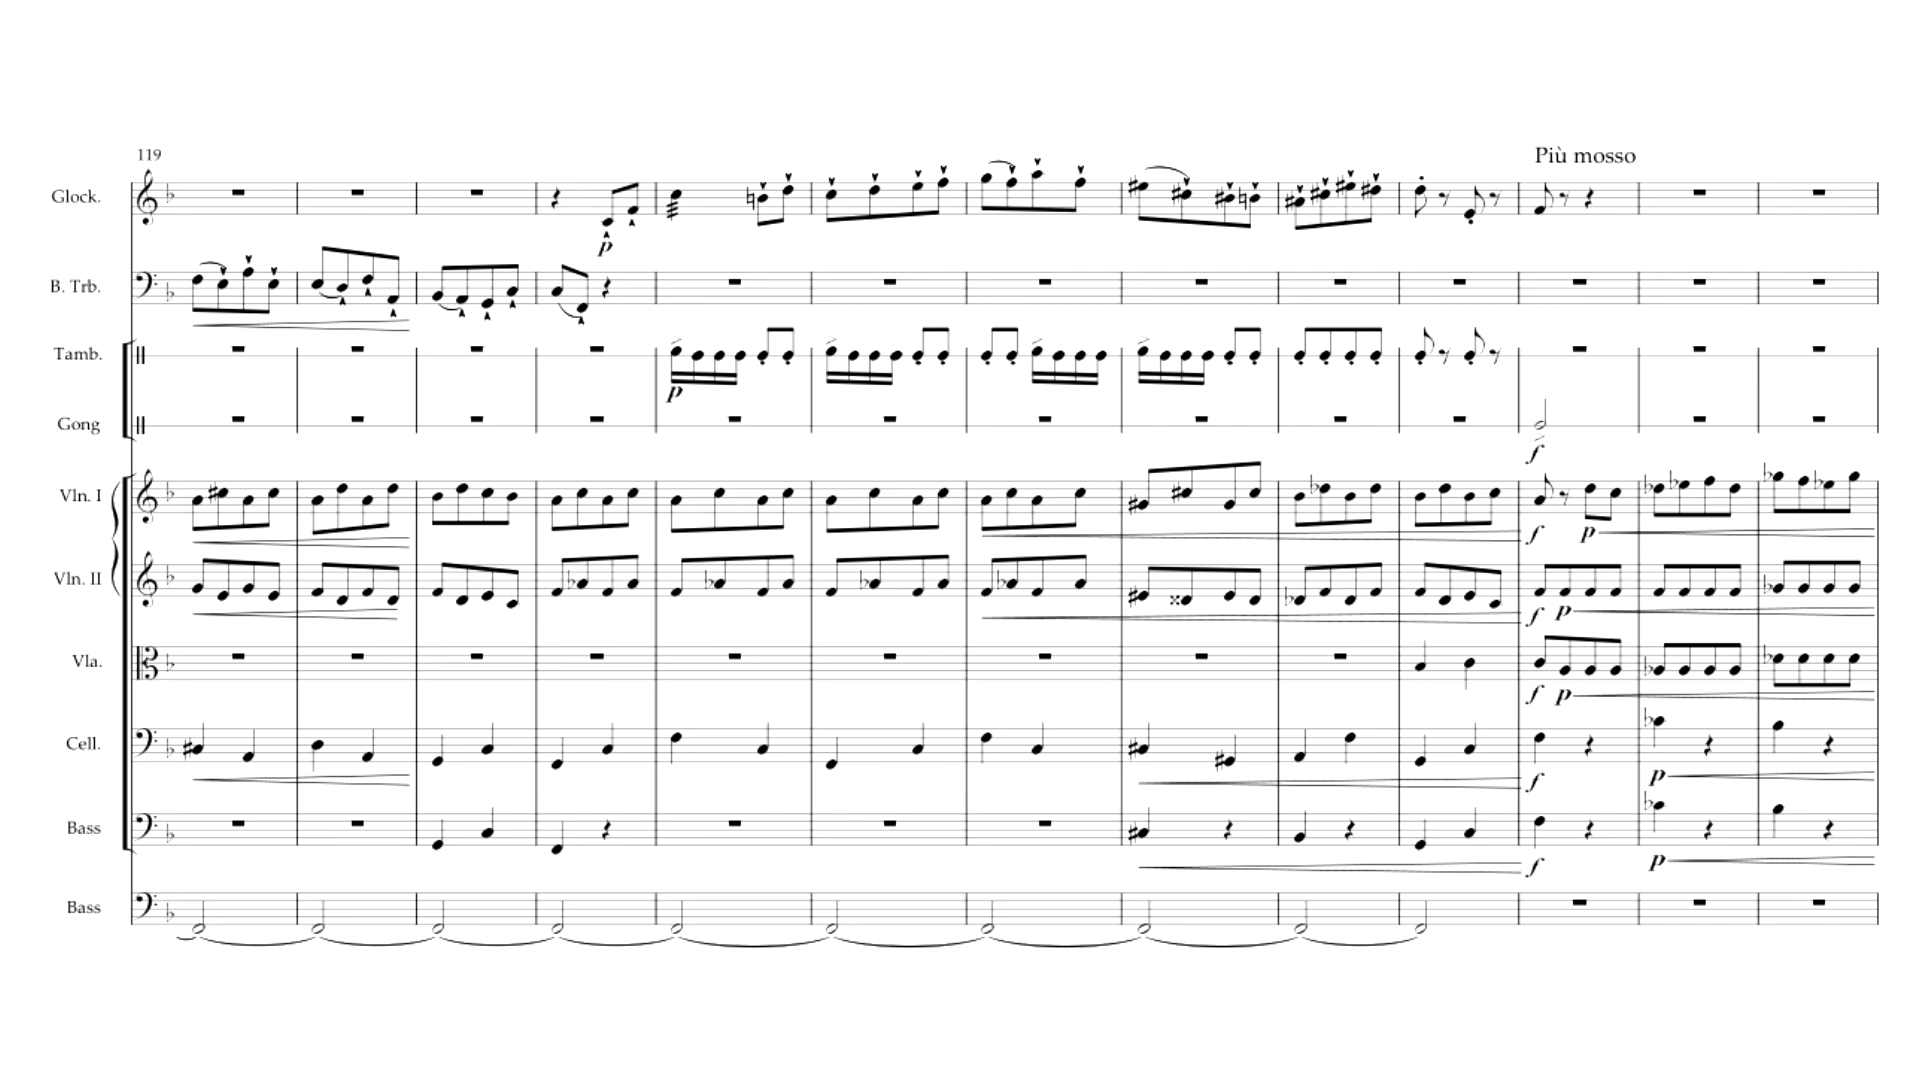 119
Più mosso
Glock.
p
B. Trb.
Tamb.
p
Gong
f
Vln. I
f p
Vln. II
f p
Vla.
f p
Cell.
f p
Bass
f p
Bass